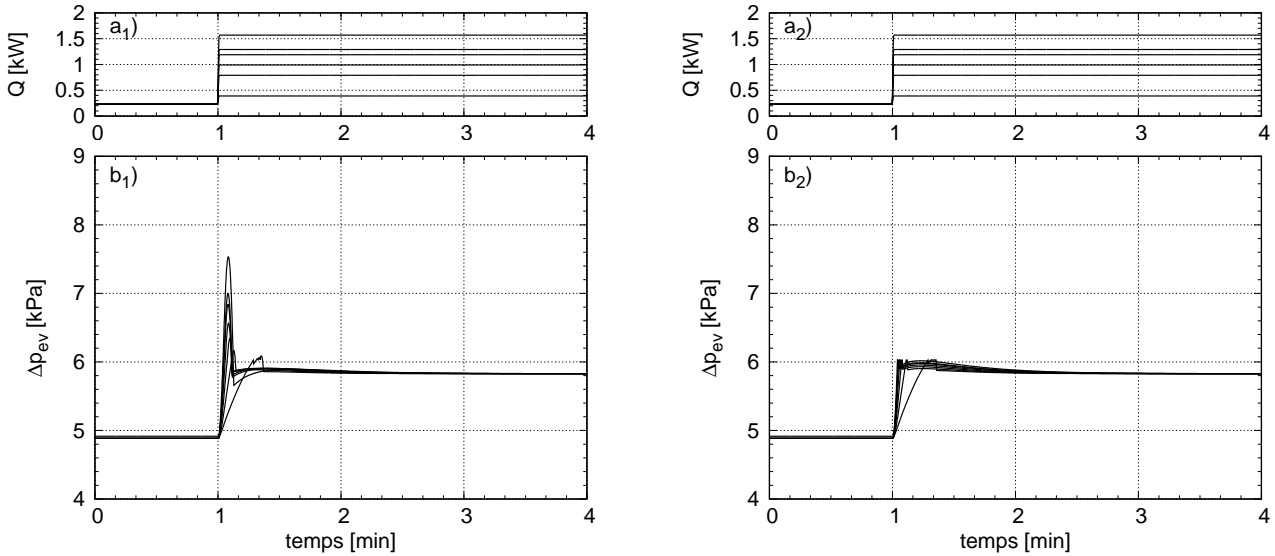 a1) a2)
2 2
1.5 1.5
1 1
0.5 0.5
0 0
Q [kW] Q [kW]
0 1 2 3 4 0 1 2 3 4
b1) b2)
9 9
8 8
7 7
6 6
5 5
4 4
Δpev [kPa] Δpev [kPa]
0 1 2 3 4 0 1 2 3 4
temps [min] temps [min]